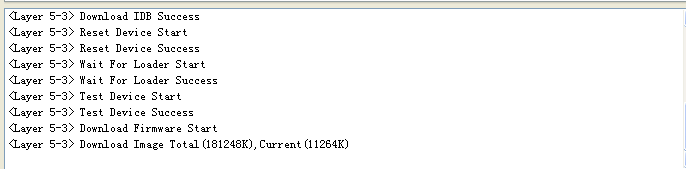 <Layer 5-3> Download IDB Success
<Layer 5-3> Reset Device Start
<Layer 5-3> Reset Device Success
<Layer 5-3> Wait For Loader Start
<Layer 5-3> Wait For Loader Success
<Layer 5-3> Test Device Start
<Layer 5-3> Test Device Success
<Layer 5-3> Download Firmware Start
<Layer 5-3> Download Image Total(181248K),Current(11264K)